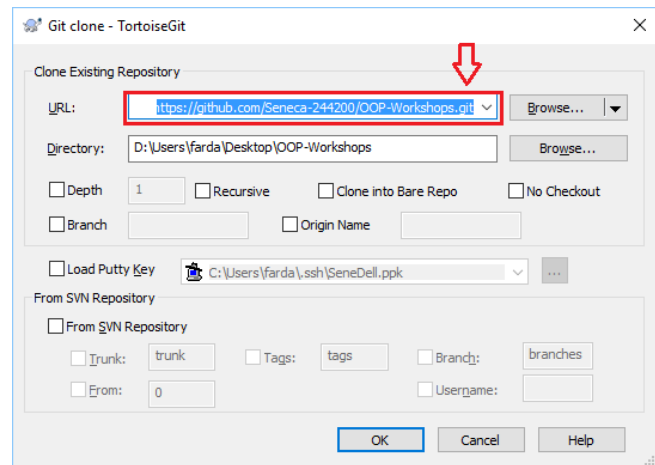 Git clone - TortoiseGit
Clone Existing Repository
URL: https://github.com/Seneca-244200/OOP-Workshops.git Browse...
Directory: D:\Users\farda\Desktop\OOP-Workshops Browse...
Depth 1 Recursive Clone into Bare Repo No Checkout
Branch Origin Name
Load Putty Key C:\Users\farda\.ssh\SeneDell.ppk ...
From SVN Repository
From SVN Repository
Trunk: trunk Tags: tags Branch: branches
From: 0 Username:
OK Cancel Help